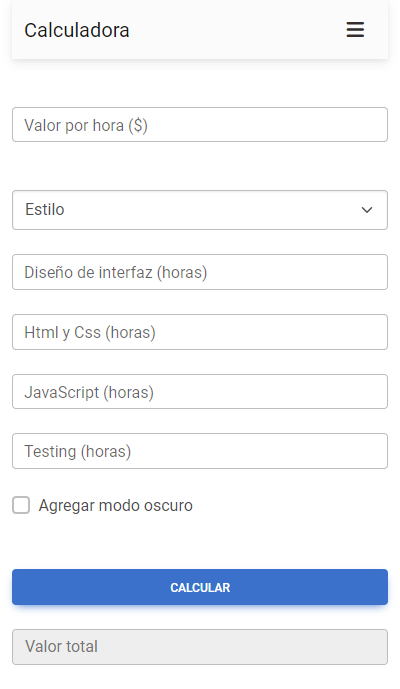 Calculadora
Valor por hora ($)
Estilo
Diseño de interfaz (horas)
Html y Css (horas)
JavaScript (horas)
Testing (horas)
Agregar modo oscuro
CALCULAR
Valor total